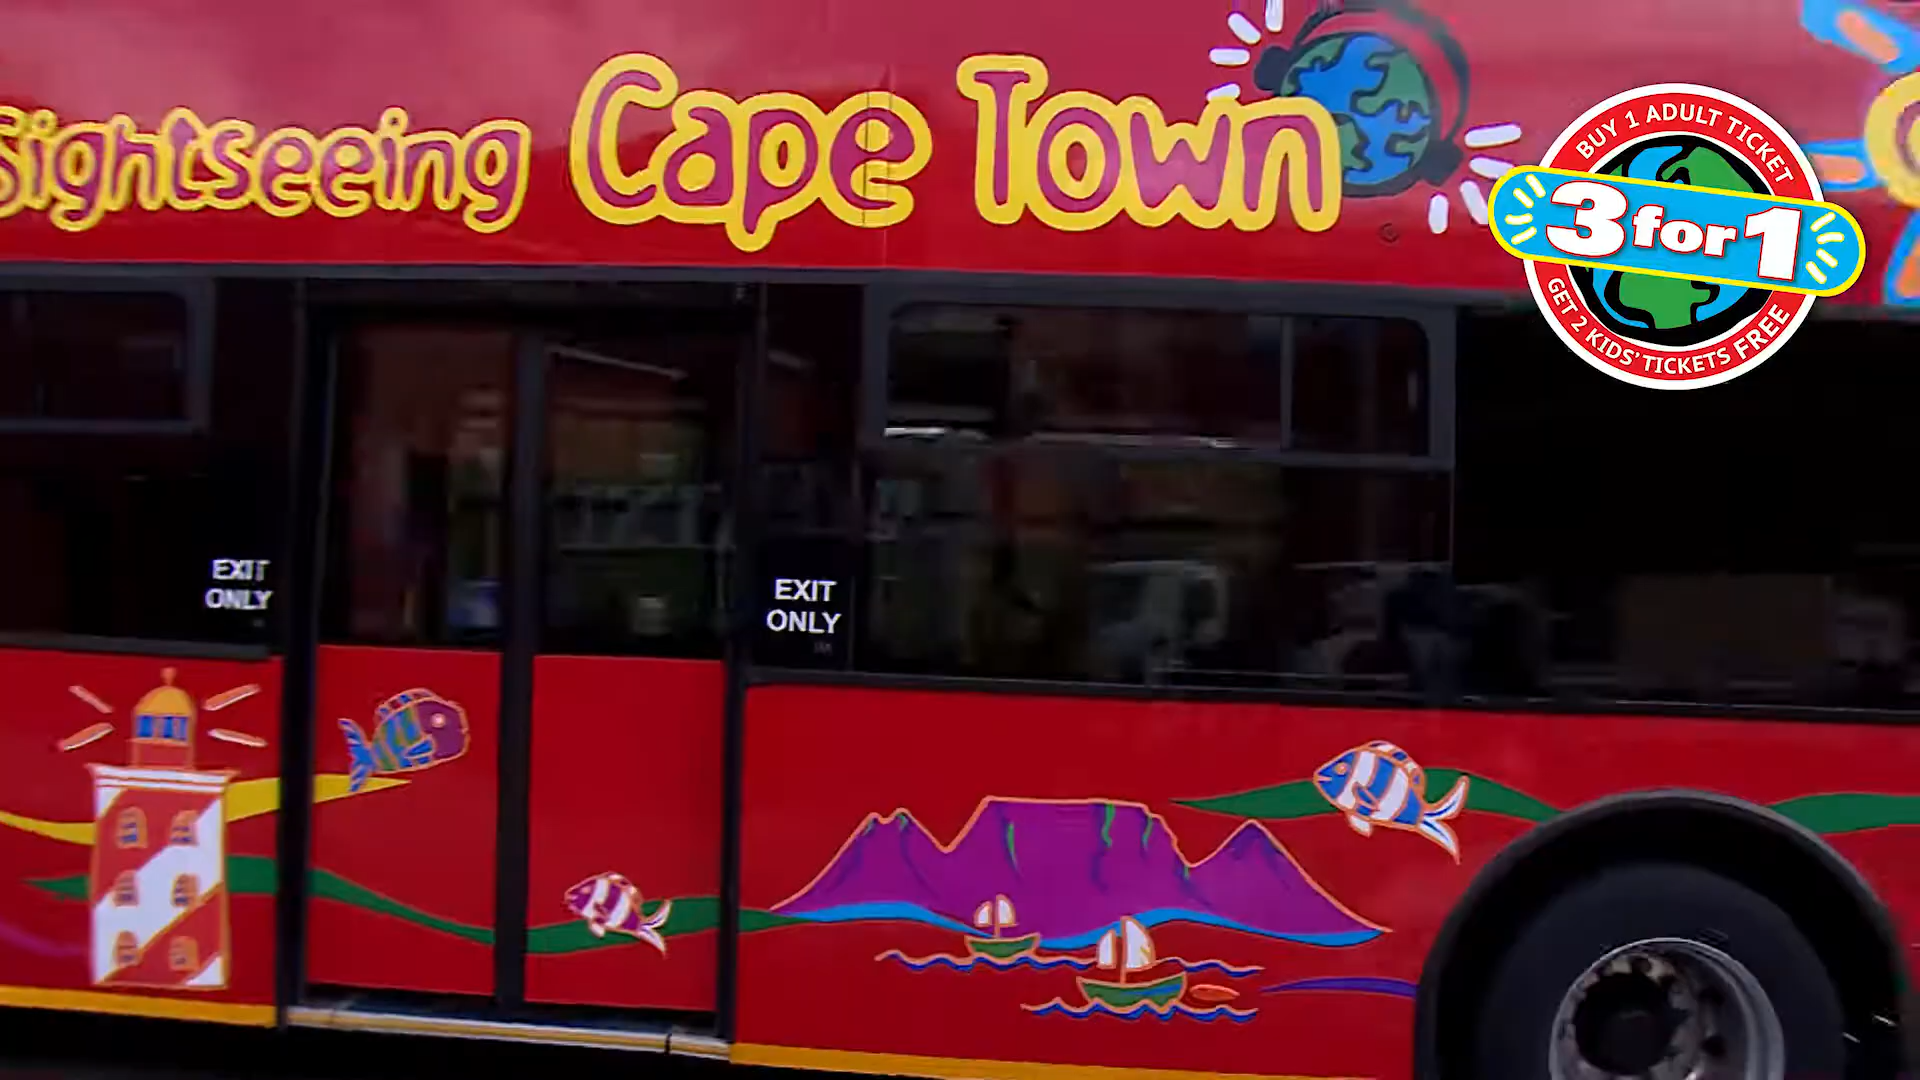 Sightseeing Cape Town
BUY 1 ADULT TICKET
3 for 1
GET 2 KIDS' TICKETS FREE
EXIT
ONLY
EXIT
ONLY